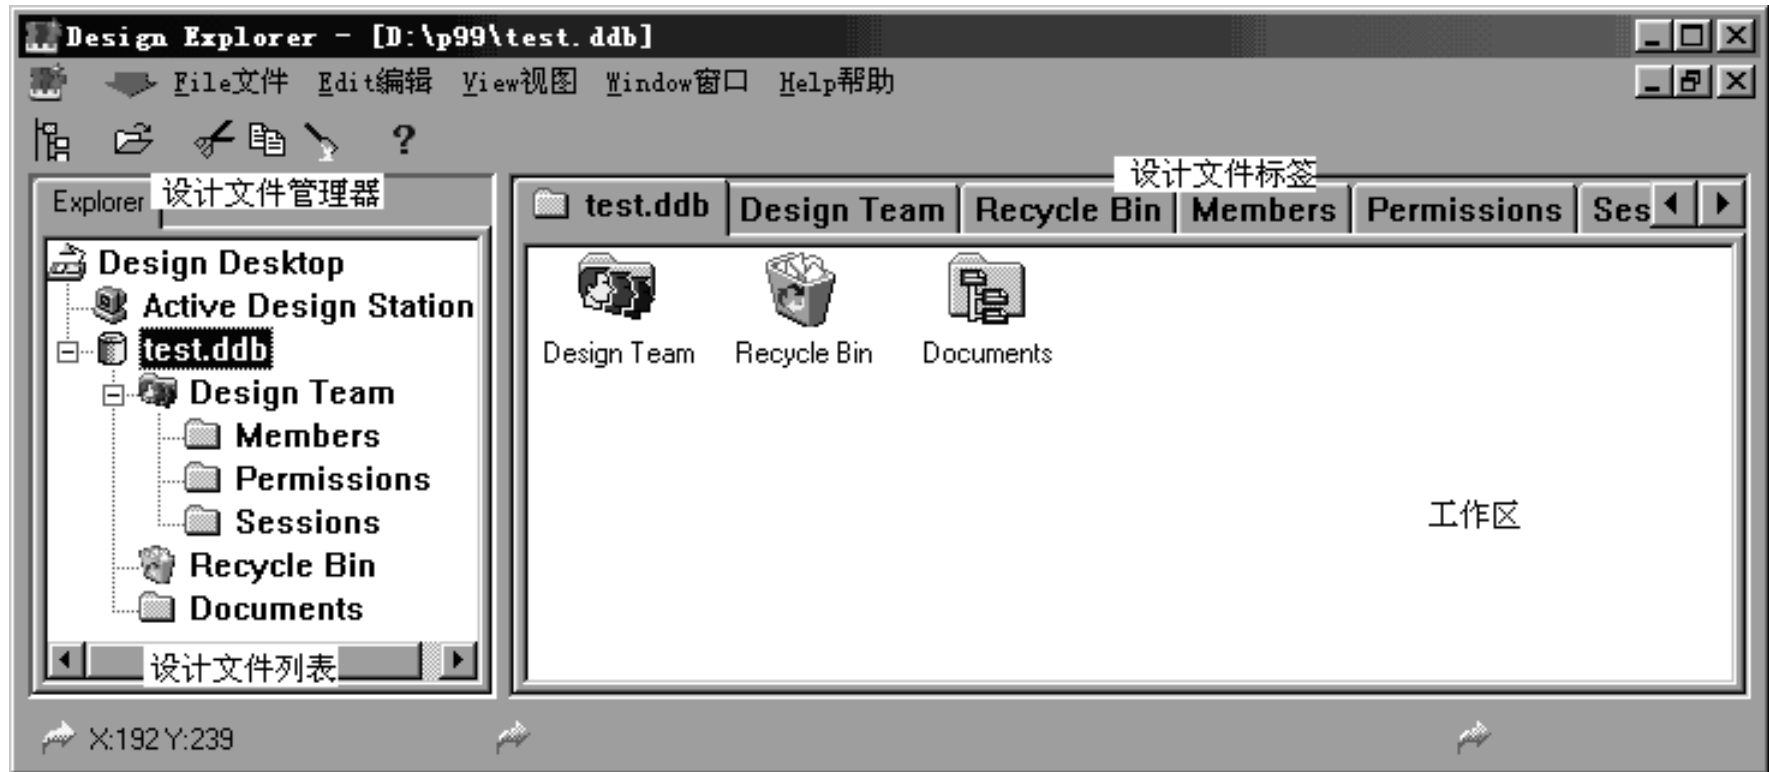 Design Explorer - [D:\p99\test.ddb]
File文件 Edit编辑 View视图 Window窗口 Help帮助
?
Explorer 设计文件管理器
Design Desktop
Active Design Station
test.ddb
Design Team
Members
Permissions
Sessions
Recycle Bin
Documents
设计文件列表
设计文件标签
test.ddb Design Team Recycle Bin Members Permissions Ses
Design Team Recycle Bin Documents
工作区
X:192 Y:239